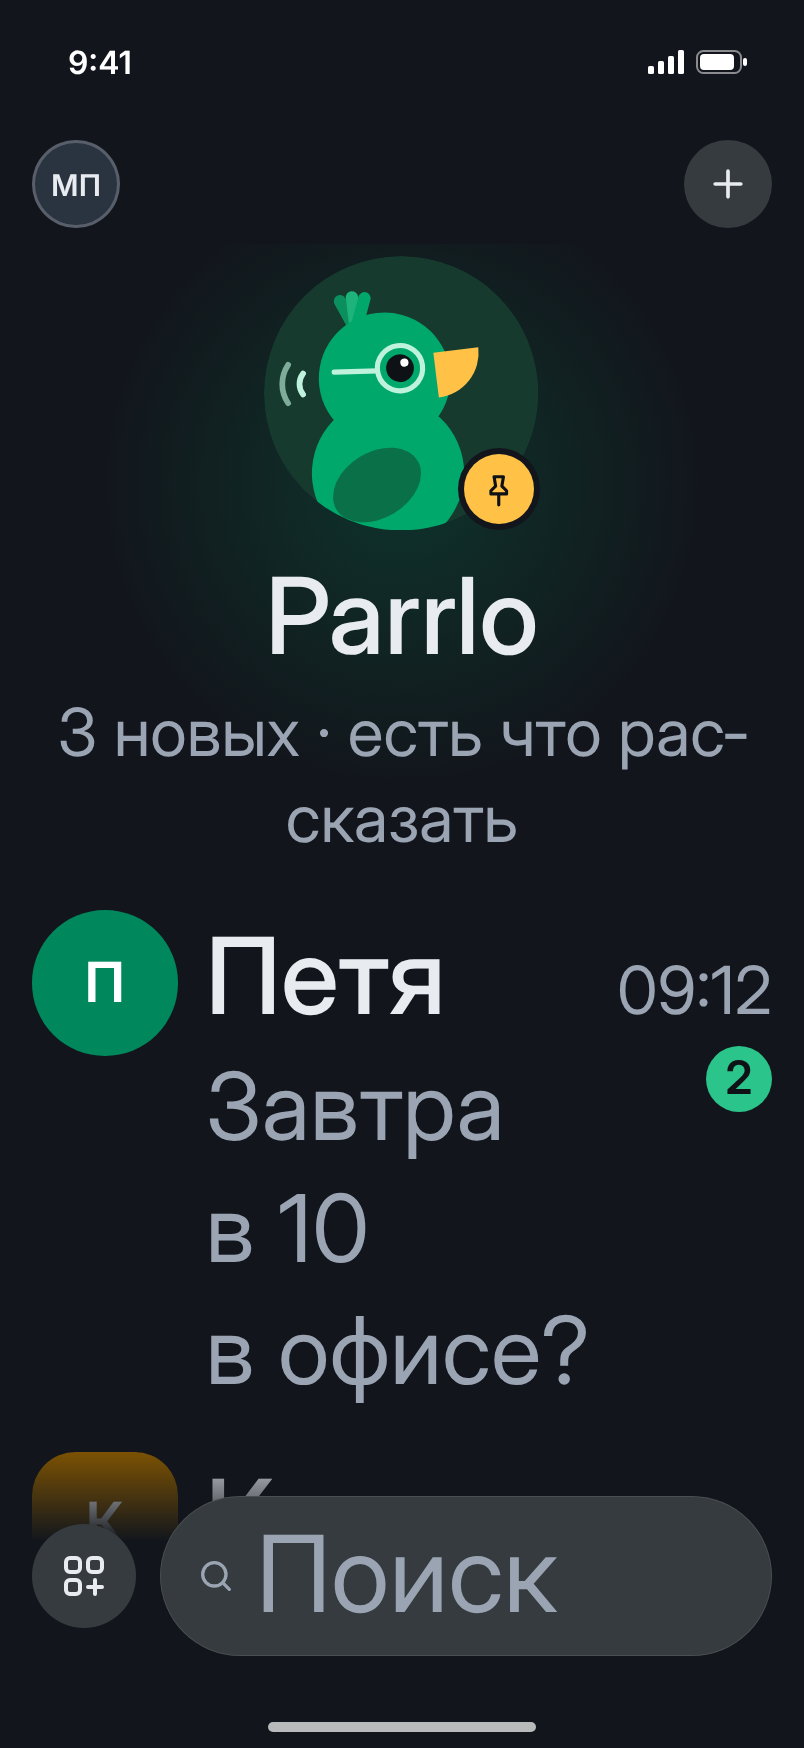 9:41
МП
Parrlo
3 новых · есть что рас-
сказать
П
Петя
09:12
Завтра
2
в 10
в офисе?
К
К
Поиск